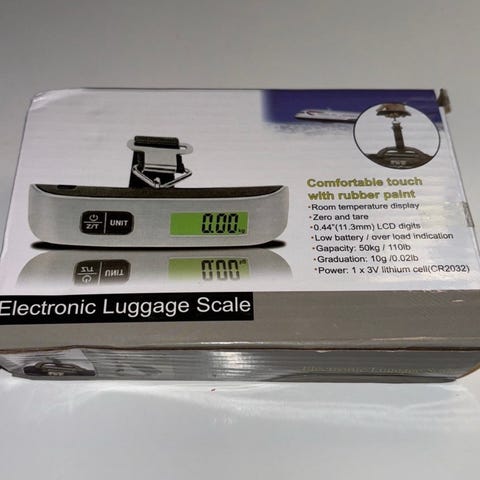 Comfortable touch
with rubber paint
·Room temperature display
·Zero and tare
·0.44"(11.3mm) LCD digits
·Low battery / over load indication
·Capacity: 50kg / 110lb
·Graduation: 10g /0.02lb
·Power: 1 x 3V lithium cell(CR2032)
Z/T UNIT
0.00 kg
Electronic Luggage Scale
Electronic Luggage Scale